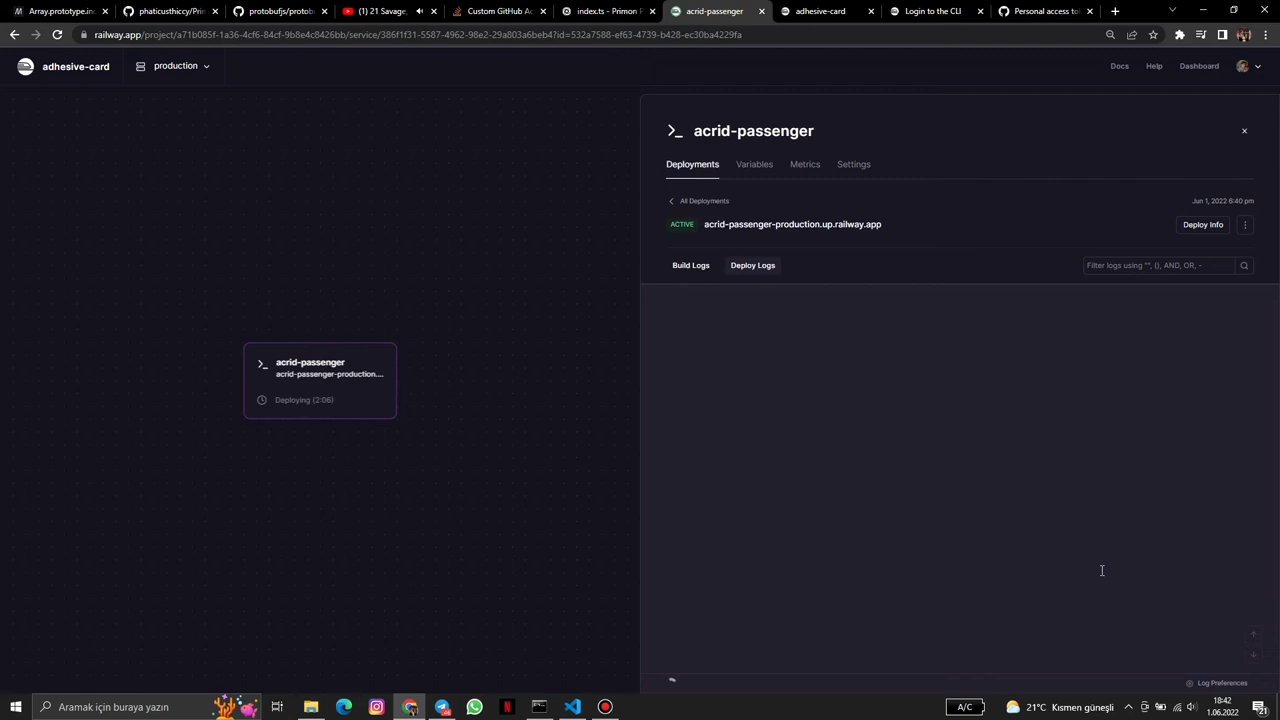 Array.prototype.inc
phaticusthiccy/Prin
protobufjs/protob
(1) 21 Savage,
Custom GitHub Ac
index.ts - Primon P
acrid-passenger
adhesive-card
Login to the CLI
Personal access tok
railway.app/project/a71b085f-1a36-4cf6-84cf-9b8e4c8426bb/service/386f1f31-5587-4962-98e2-29a803a6beb4?id=532a7588-ef63-4739-b428-ec30ba4229fa
adhesive-card
production
Docs
Help
Dashboard
acrid-passenger
Deployments
Variables
Metrics
Settings
All Deployments
Jun 1, 2022 6:40 pm
ACTIVE
acrid-passenger-production.up.railway.app
Deploy Info
Build Logs
Deploy Logs
Filter logs using "", (), AND, OR, -
acrid-passenger
acrid-passenger-production....
Deploying (2:06)
Log Preferences
Aramak için buraya yazın
A/C
21°C Kısmen güneşli
18:42
1.06.2022